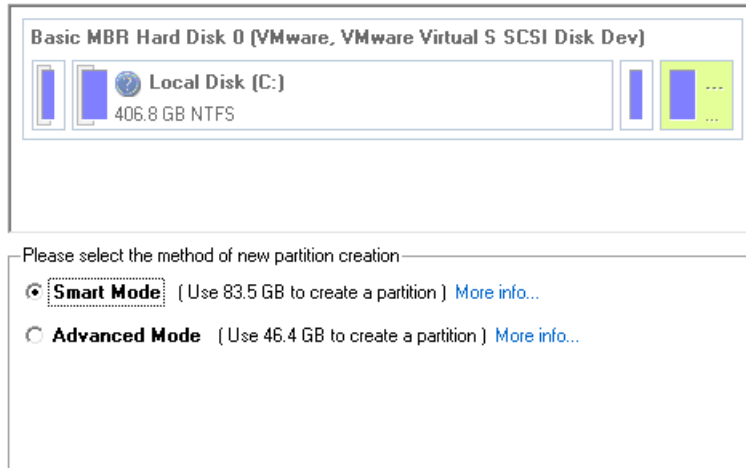 Basic MBR Hard Disk 0 (VMware, VMware Virtual S SCSI Disk Dev)
Local Disk (C:)
406.8 GB NTFS
...
...
Please select the method of new partition creation
Smart Mode ( Use 83.5 GB to create a partition ) More info...
Advanced Mode ( Use 46.4 GB to create a partition ) More info...